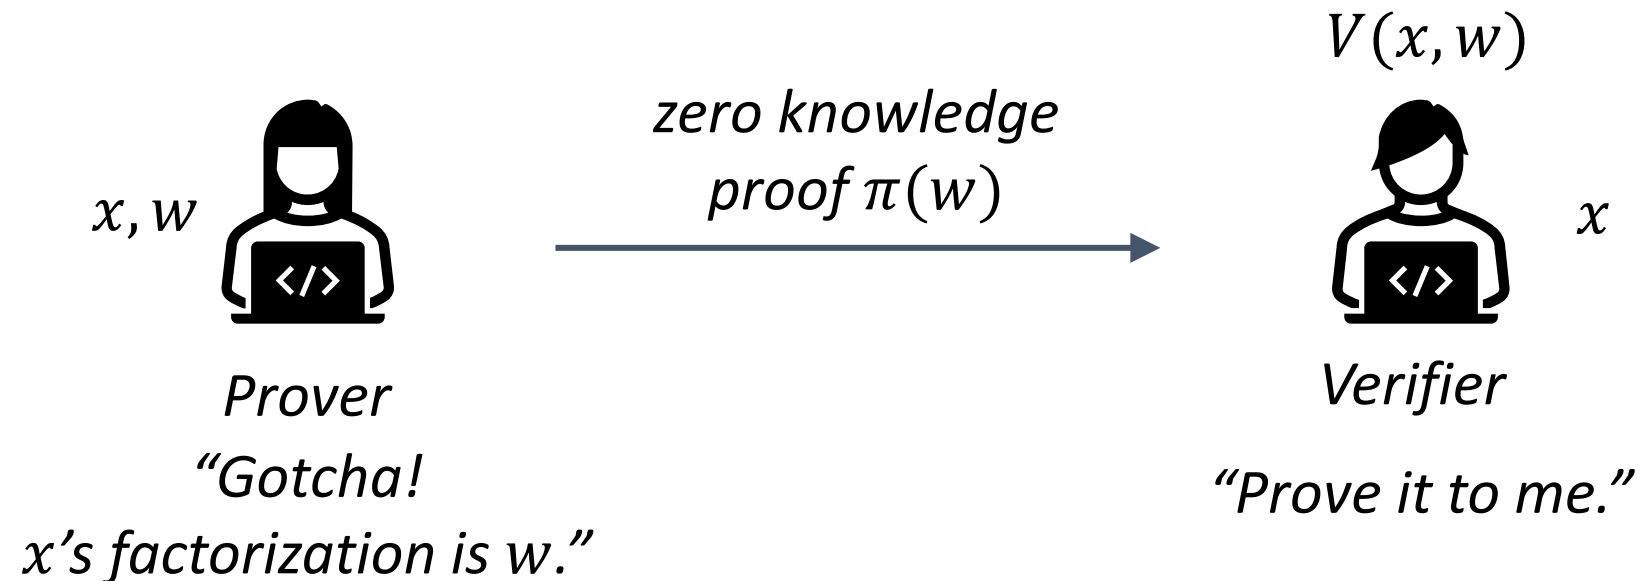 V(x, w)
zero knowledge
proof π(w)
x, w
x
</>
</>
Prover
Verifier
“Gotcha!
x’s factorization is w.”
“Prove it to me.”